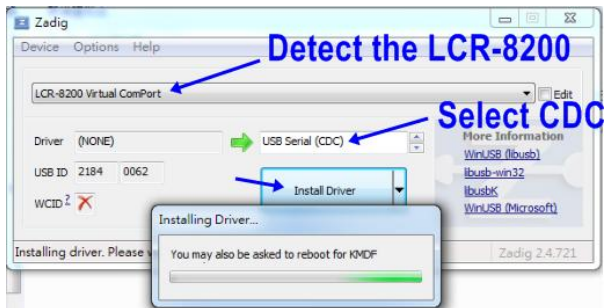 Zadig
Device Options Help
Detect the LCR-8200
LCR-8200 Virtual ComPort
Edit
Select CDC
Driver (NONE)
USB Serial (CDC)
More Information
WinUSB (libusb)
USB ID 2184 0062
libusb-win32
Install Driver
libusbK
WCID ?
WinUSB (Microsoft)
Installing Driver...
You may also be asked to reboot for KMDF
Installing driver. Please
Zadig 2.4.721